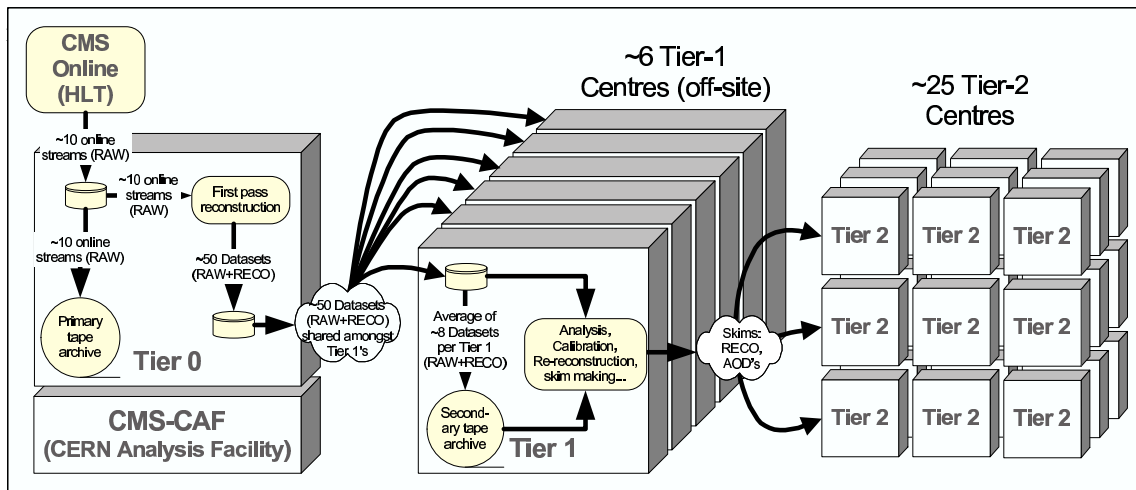 CMS
Online
(HLT)
~10 online
streams (RAW)
~10 online
streams
(RAW)
First pass
reconstruction
~10 online
streams (RAW)
~50 Datasets
(RAW+RECO)
Primary
tape
archive
Tier 0
CMS-CAF
(CERN Analysis Facility)
~50 Datasets
(RAW+RECO)
shared amongst
Tier 1's
~6 Tier-1
Centres (off-site)
Average of
~8 Datasets
per Tier 1
(RAW+RECO)
Analysis,
Calibration,
Re-reconstruction,
skim making...
Second-
ary tape
archive
Tier 1
Skims:
RECO,
AOD's
~25 Tier-2
Centres
Tier 2
Tier 2
Tier 2
Tier 2
Tier 2
Tier 2
Tier 2
Tier 2
Tier 2